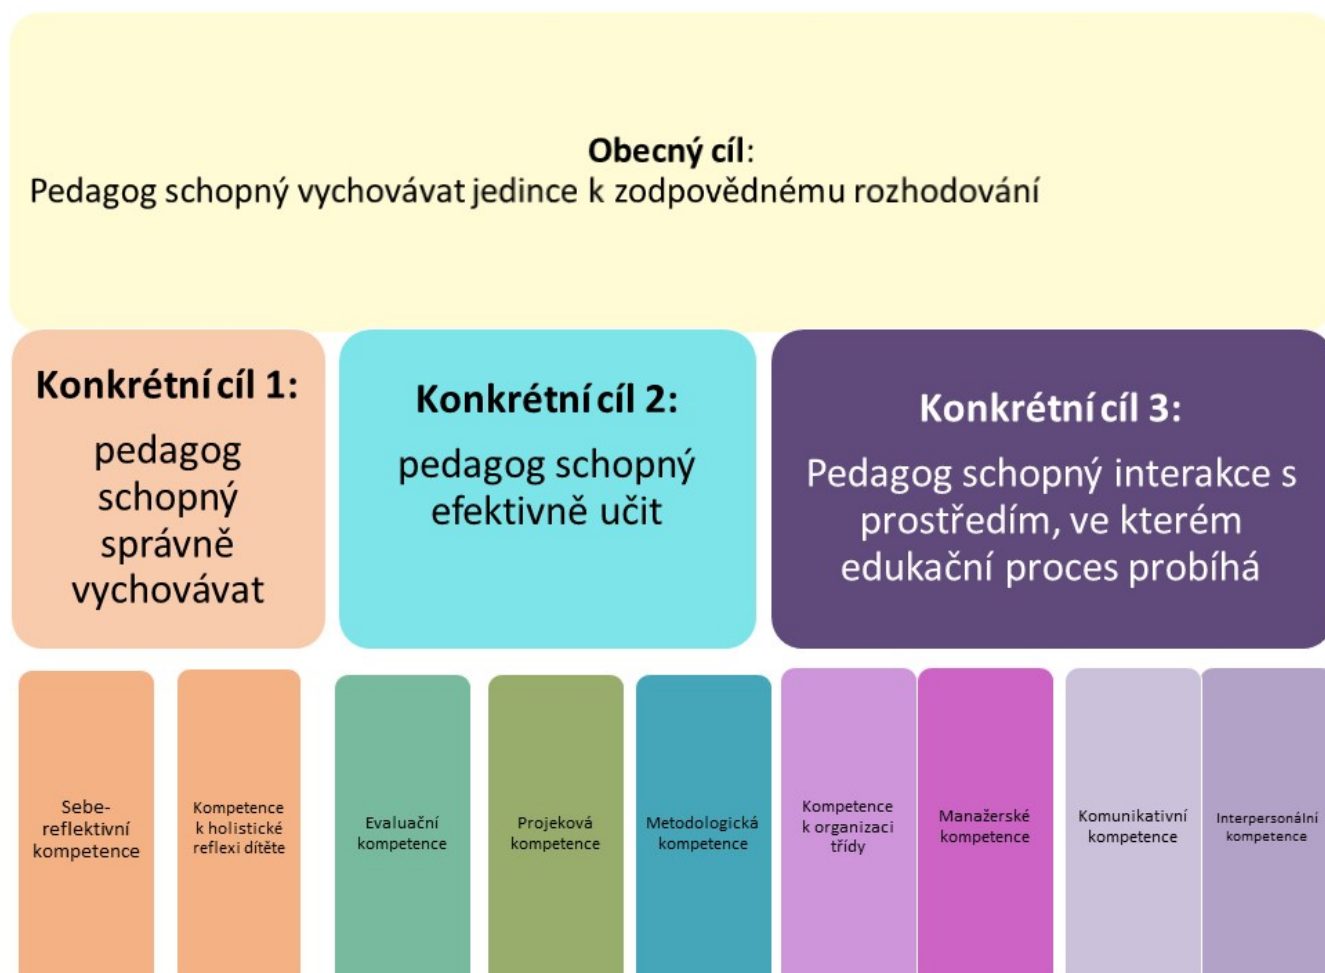 Obecný cíl:
Pedagog schopný vychovávat jedince k zodpovědnému rozhodování
Konkrétní cíl 1:
pedagog
schopný
správně
vychovávat
Konkrétní cíl 2:
pedagog schopný
efektivně učit
Konkrétní cíl 3:
Pedagog schopný interakce s
prostředím, ve kterém
edukační proces probíhá
Sebe-
reflektivní
kompetence
Kompetence
k holistické
reflexi dítěte
Evaluační
kompetence
Projeková
kompetence
Metodologická
kompetence
Kompetence
k organizaci
třídy
Manažerské
kompetence
Komunikativní
kompetence
Interpersonální
kompetence